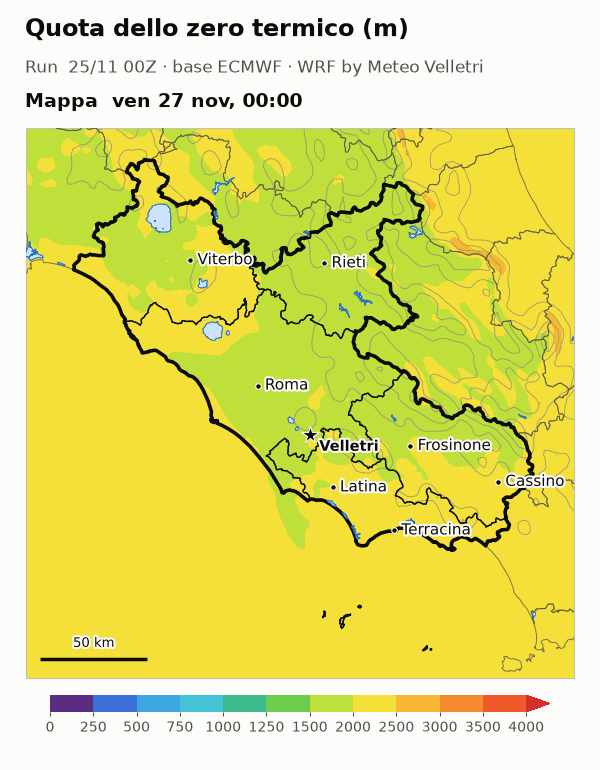 Quota dello zero termico (m)
Run  25/11 00Z · base ECMWF · WRF by Meteo Velletri
Mappa  ven 27 nov, 00:00
Viterbo
Rieti
Roma
Velletri
Frosinone
Cassino
Latina
Terracina
50 km
0 250 500 750 1000 1250 1500 2000 2500 3000 3500 4000